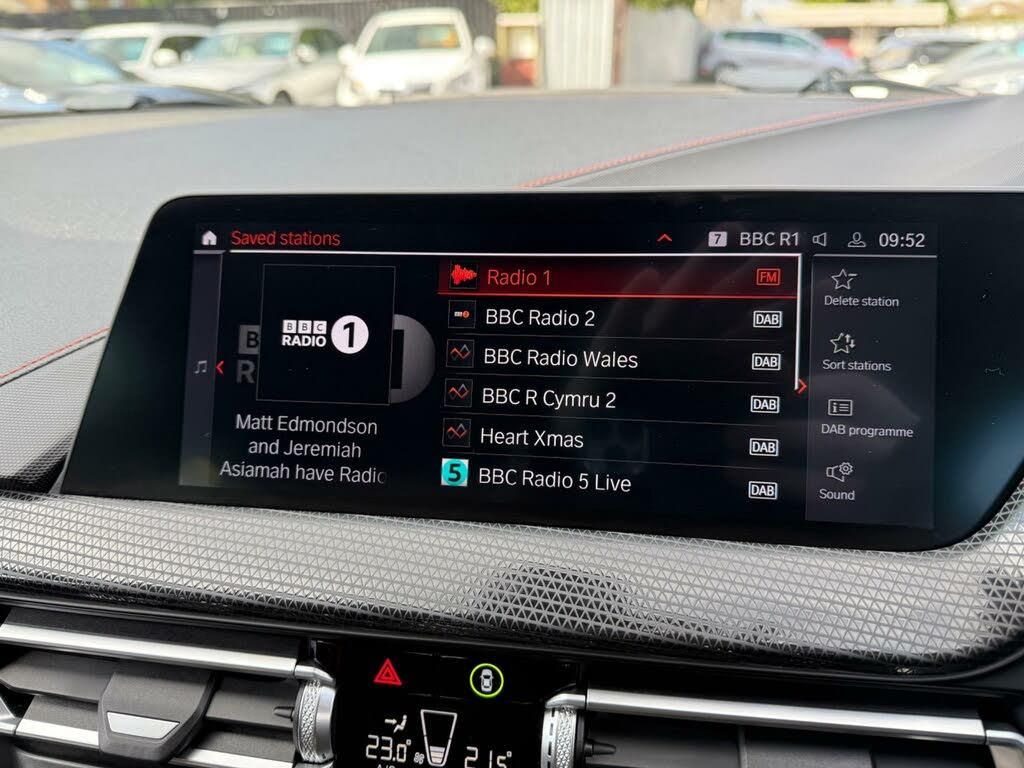 Saved stations
7 BBC R1 09:52
BBC
RADIO 1
Matt Edmondson
and Jeremiah
Asiamah have Radio
Radio 1 FM
BBC Radio 2 DAB
BBC Radio Wales DAB
BBC R Cymru 2 DAB
Heart Xmas DAB
5 BBC Radio 5 Live DAB
Delete station
Sort stations
DAB programme
Sound
23.0° 21.5°